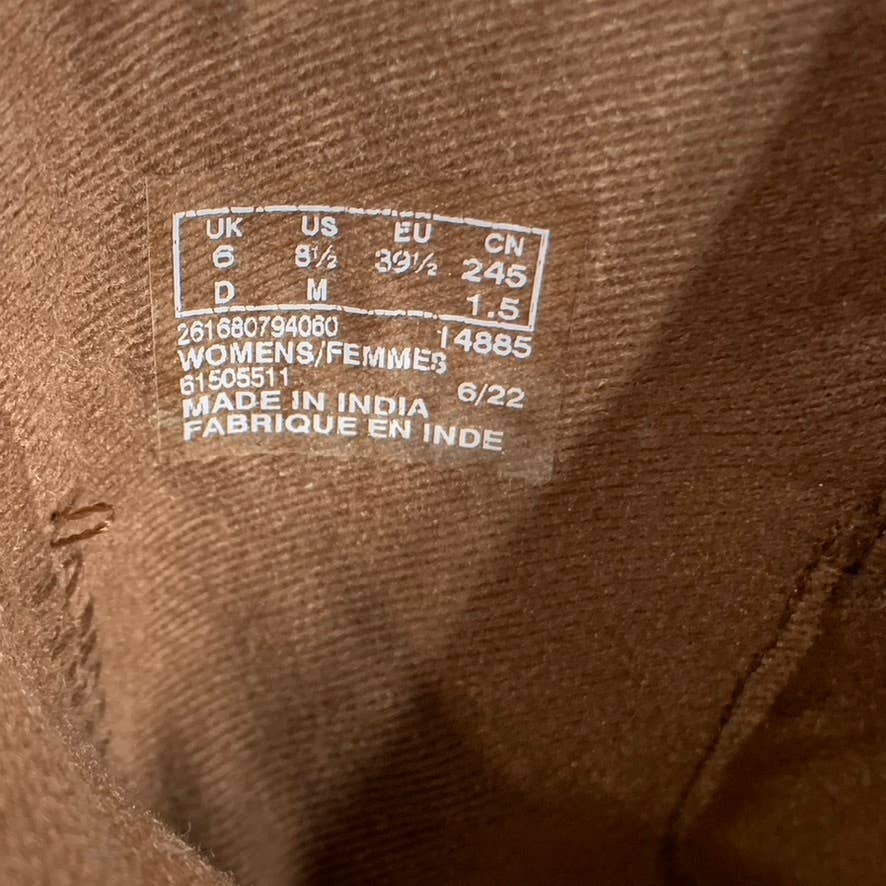 UK US EU CN
6 8½ 39½ 245
D M 1.5
261680794060 14885
WOMENS/FEMMES
61505511 6/22
MADE IN INDIA
FABRIQUE EN INDE